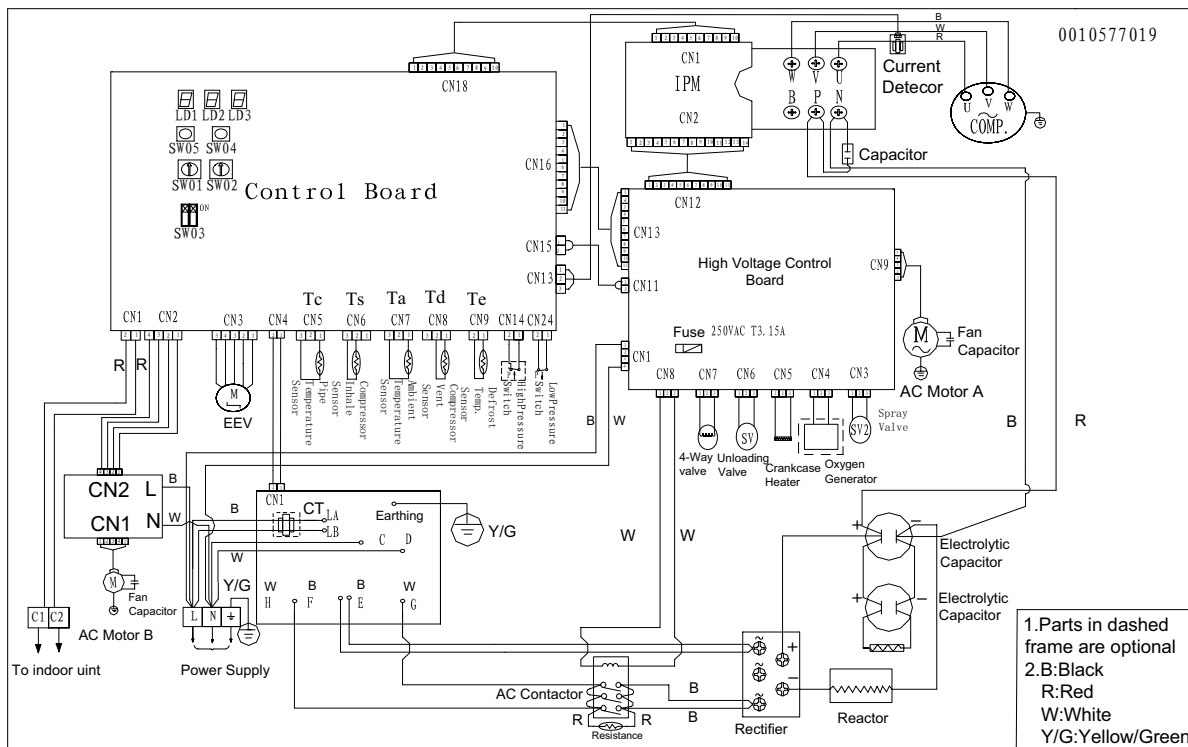 0010577019
B
W
R
Current
Detecor
U
V
W
COMP.
CN1
IPM
CN2
W
V
U
B
P
N
Capacitor
CN18
LD1
LD2
LD3
SW05
SW04
SW01
SW02
ON
SW03
Control Board
CN16
CN15
CN13
CN12
CN13
CN11
CN9
High Voltage Control
Board
Fuse
250VAC T3.15A
CN1
CN8
CN7
CN6
CN5
CN4
CN3
M
Fan
Capacitor
AC Motor A
Tc
Ts
Ta
Td
Te
CN1
CN2
CN3
CN4
CN5
CN6
CN7
CN8
CN9
CN14
CN24
R
R
M
EEV
Pipe
Temperature
Sensor
Compressor
Inhale
Sensor
Ambient
Temperature
Sensor
Compressor
Vent
Sensor
Defrost
Temp.
Sensor
HighPressure
Switch
LowPressure
Switch
B
W
4-Way
valve
SV
Unloading
Valve
Crankcase
Heater
Oxygen
Generator
SV2
Spray
Valve
B
R
CN2
L
CN1
N
B
W
M
Fan
Capacitor
AC Motor B
C1
C2
To indoor uint
L
N
Power Supply
Y/G
B
W
CN1
CT
LA
LB
Earthing
Y/G
C
D
W
H
B
F
B
E
W
G
W
W
AC Contactor
R
R
Resistance
B
B
+
−
Rectifier
Reactor
+
−
Electrolytic
Capacitor
+
−
Electrolytic
Capacitor
1.Parts in dashed
frame are optional
2.B:Black
R:Red
W:White
Y/G:Yellow/Green